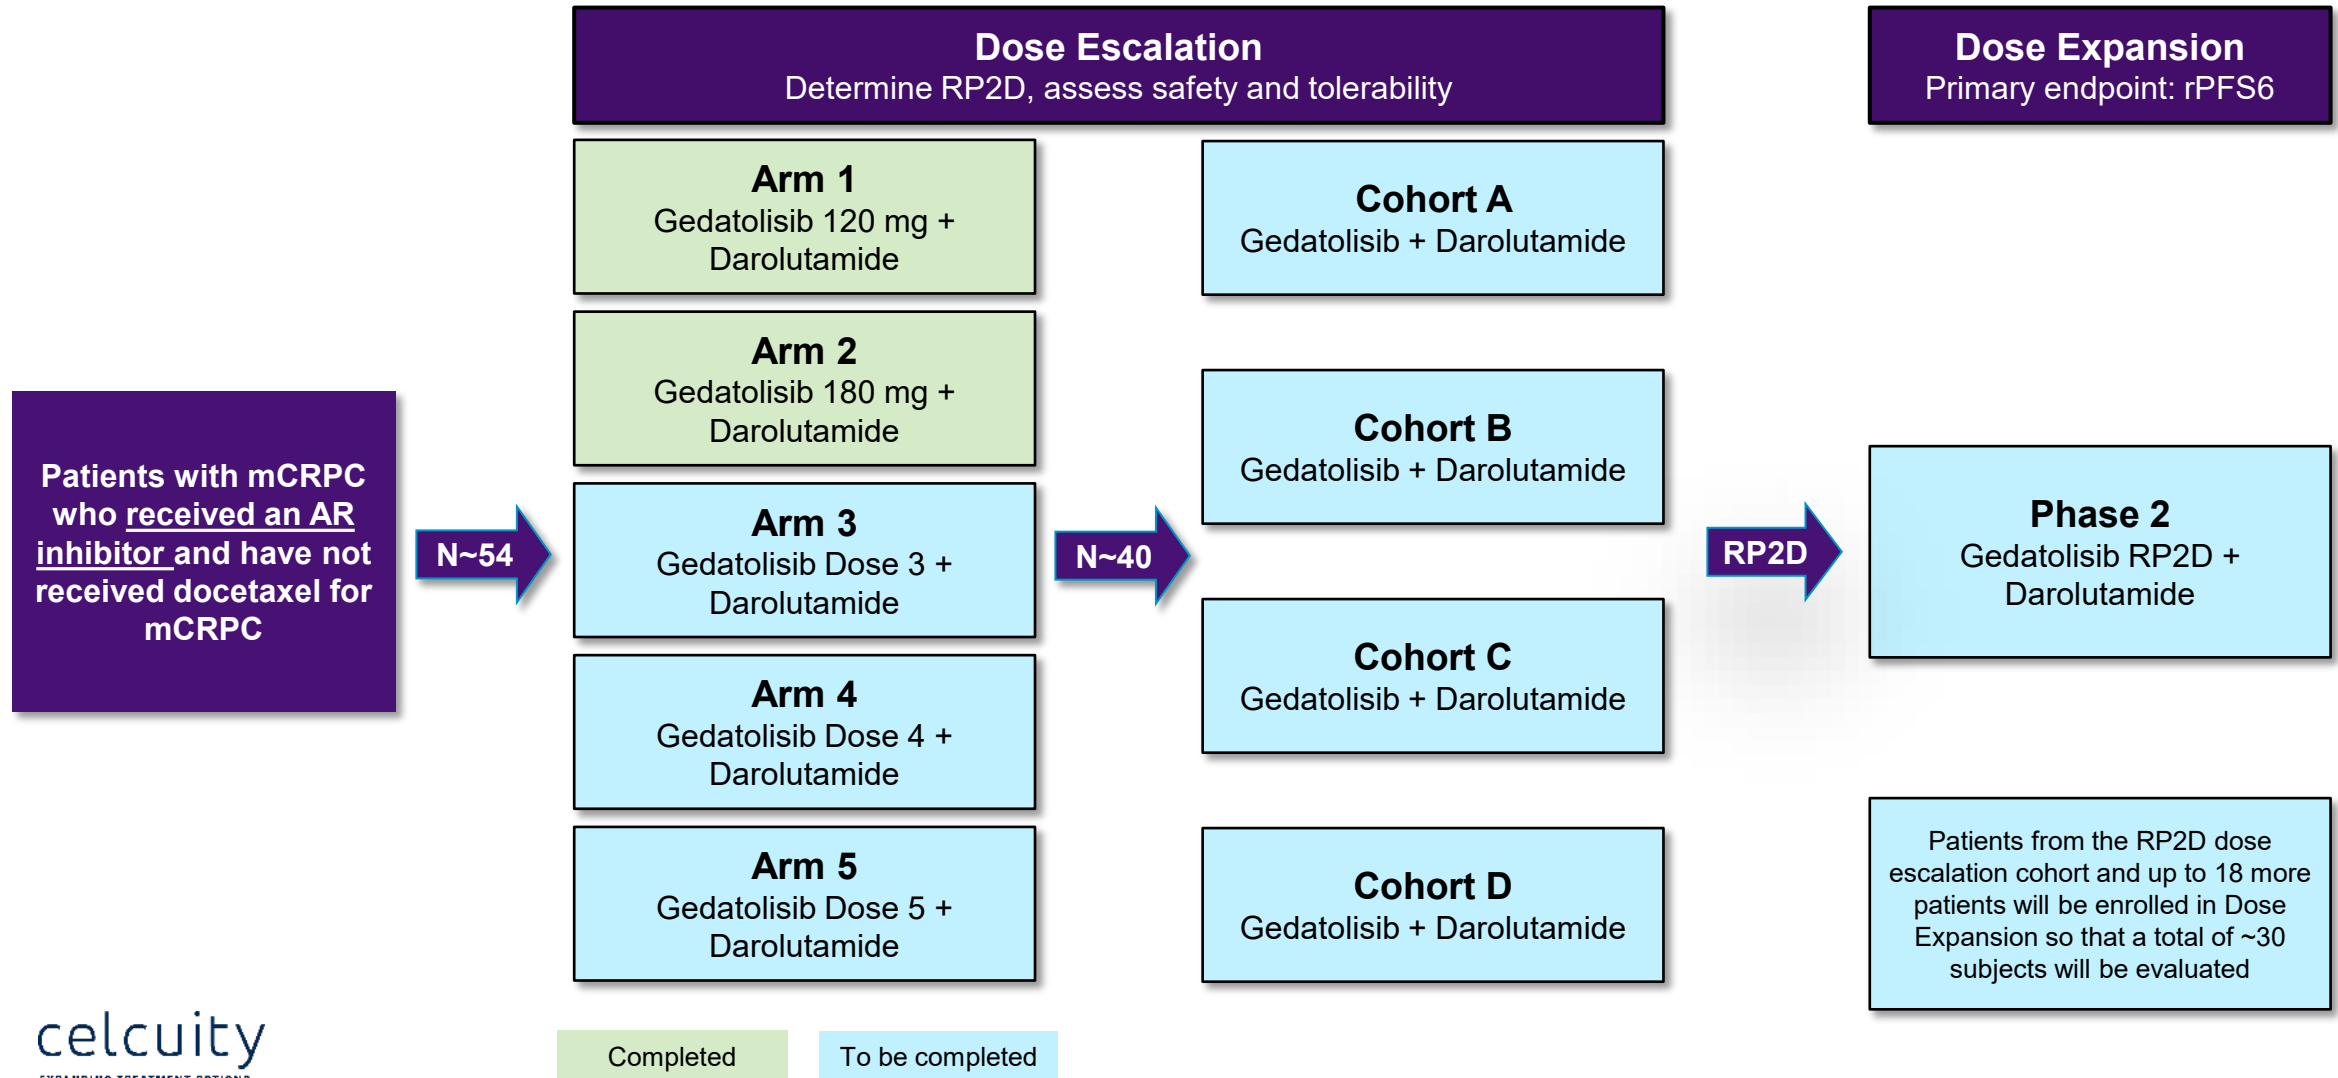 Dose Escalation
Determine RP2D, assess safety and tolerability
Dose Expansion
Primary endpoint: rPFS6
Patients with mCRPC
who received an AR
inhibitor and have not
received docetaxel for
mCRPC
N~54
Arm 1
Gedatolisib 120 mg +
Darolutamide
Arm 2
Gedatolisib 180 mg +
Darolutamide
Arm 3
Gedatolisib Dose 3 +
Darolutamide
Arm 4
Gedatolisib Dose 4 +
Darolutamide
Arm 5
Gedatolisib Dose 5 +
Darolutamide
N~40
Cohort A
Gedatolisib + Darolutamide
Cohort B
Gedatolisib + Darolutamide
Cohort C
Gedatolisib + Darolutamide
Cohort D
Gedatolisib + Darolutamide
RP2D
Phase 2
Gedatolisib RP2D +
Darolutamide
Patients from the RP2D dose
escalation cohort and up to 18 more
patients will be enrolled in Dose
Expansion so that a total of ~30
subjects will be evaluated
celcuity
EXPANDING TREATMENT OPTIONS
Completed
To be completed